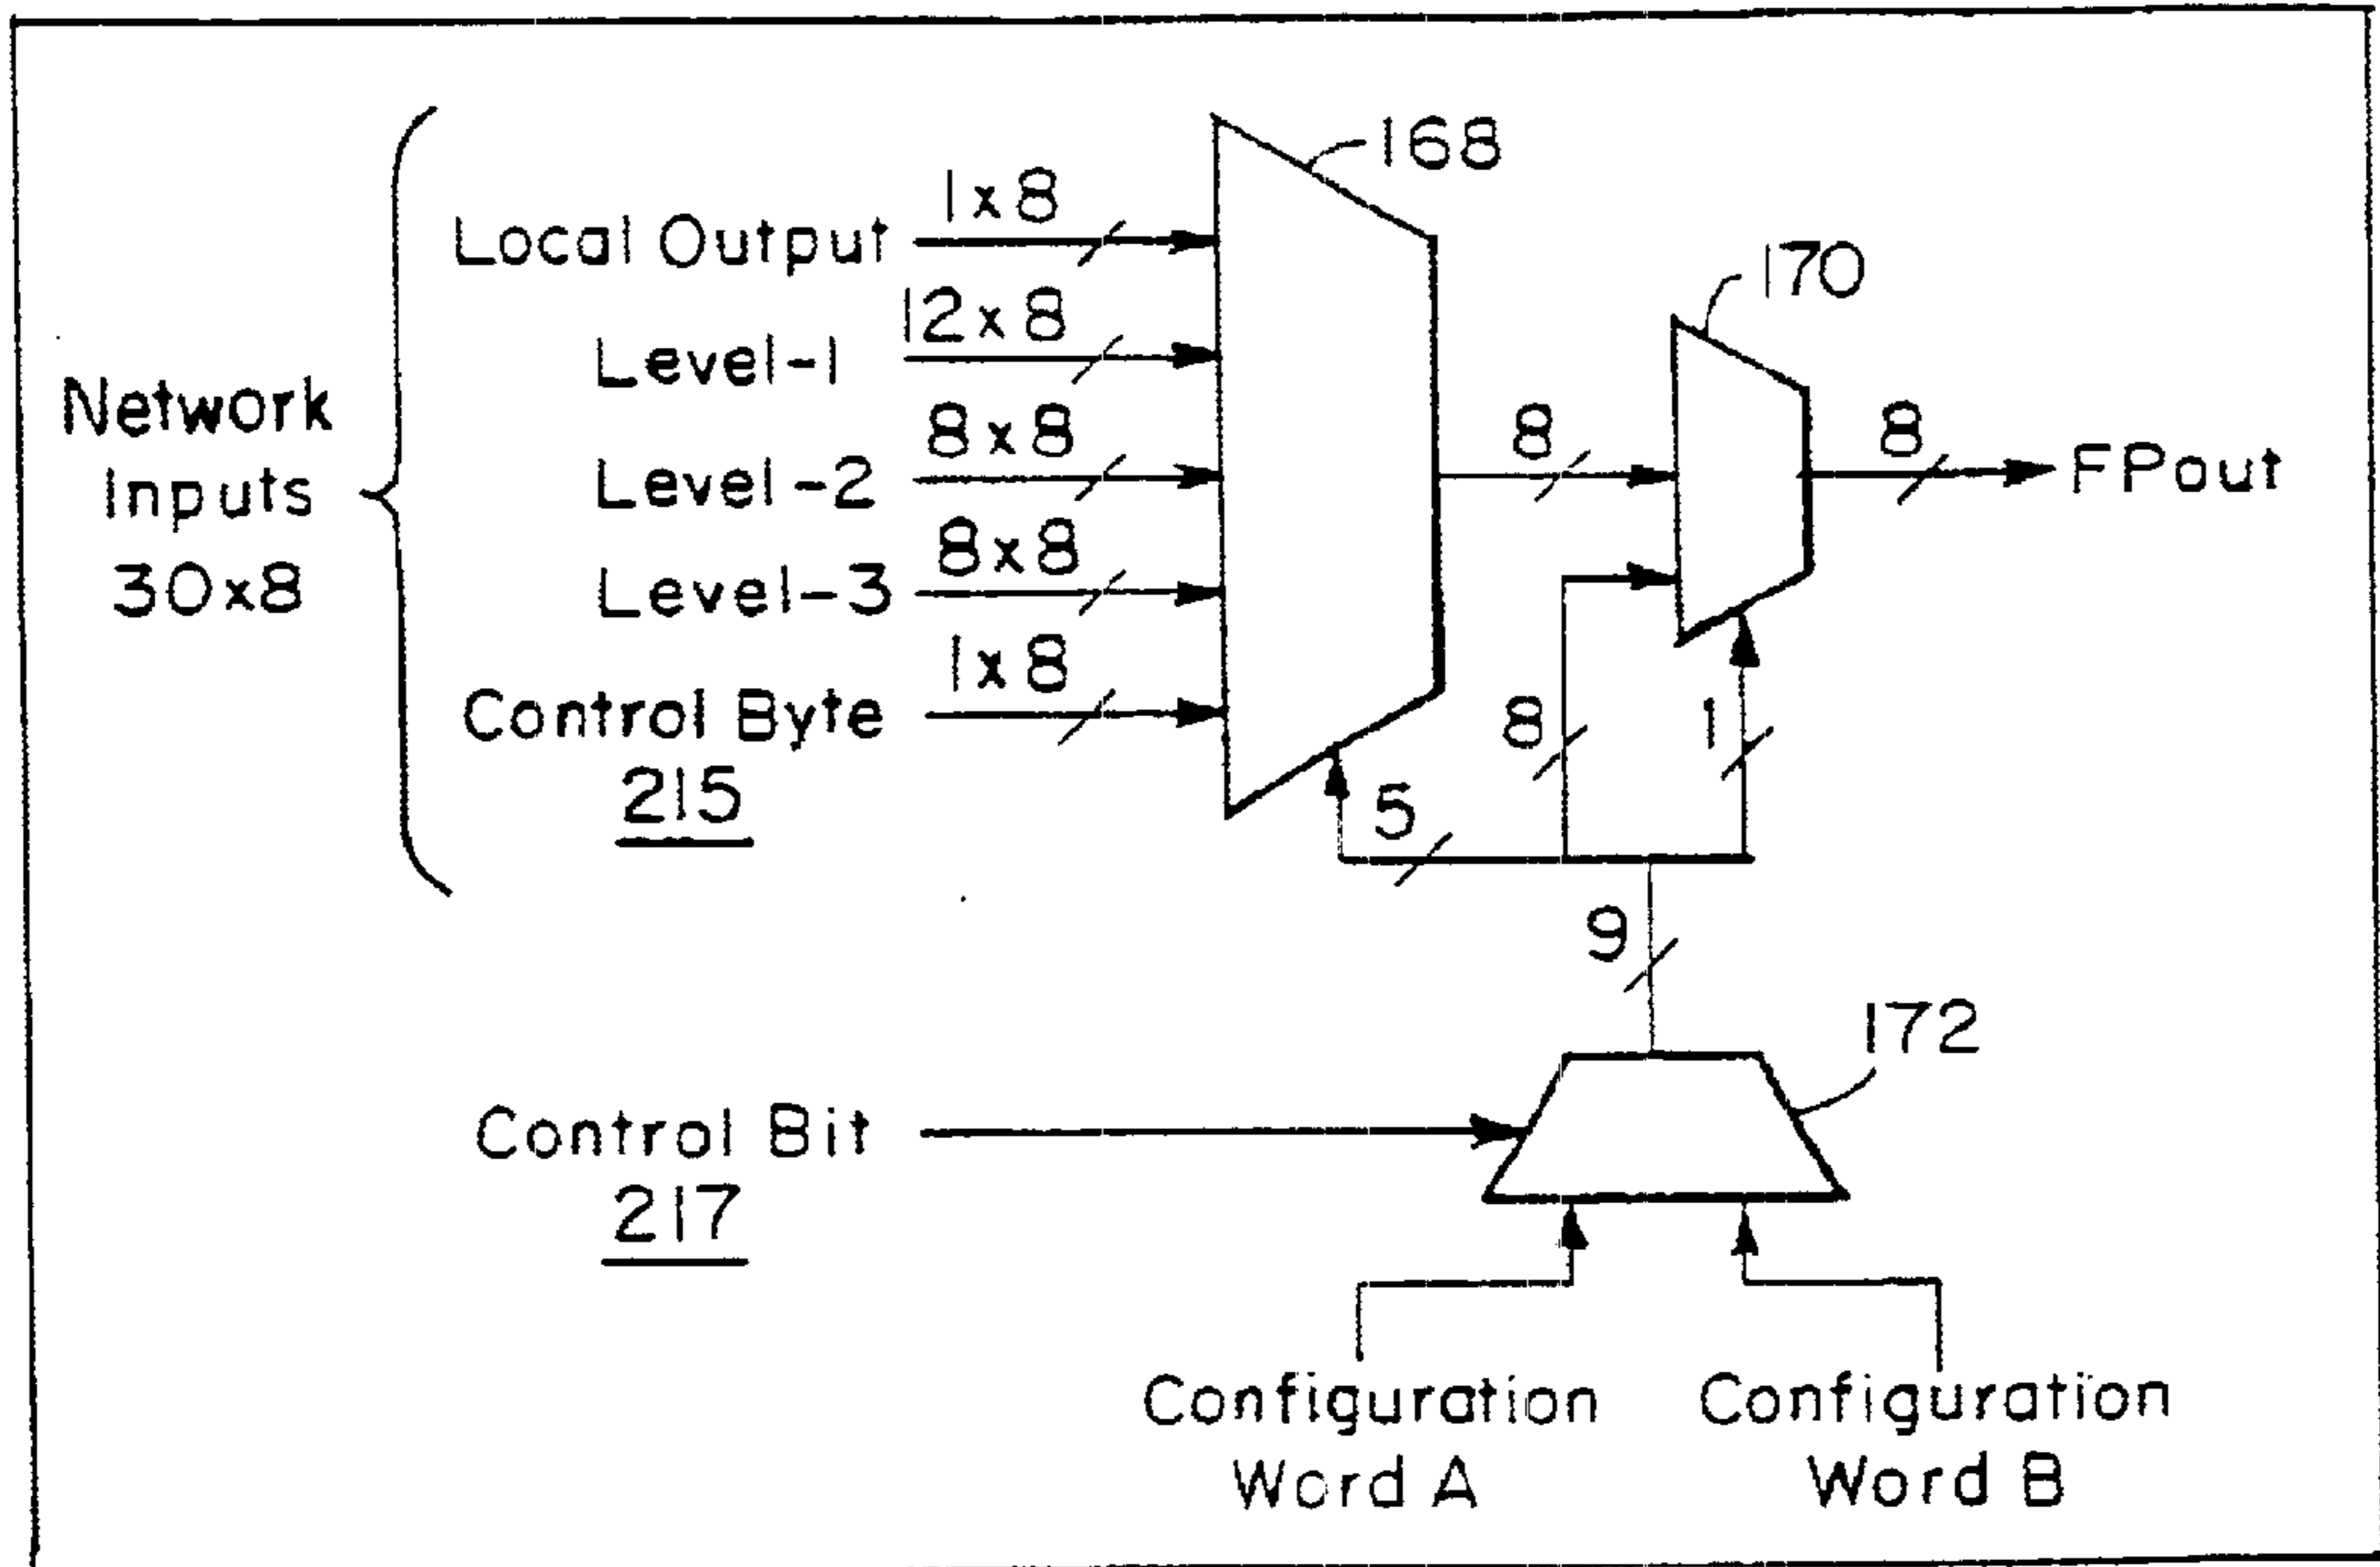 Network
Inputs
30x8
Local Output
1x8
Level-1
12x8
Level-2
8x8
Level-3
8x8
Control Byte
1x8
215
168
5
8
170
8
FPout
8
1
9
172
Control Bit
217
Configuration
Word A
Configuration
Word B